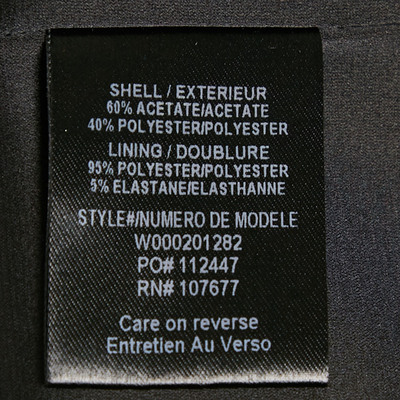 SHELL / EXTERIEUR
60% ACETATE/ACETATE
40% POLYESTER/POLYESTER
LINING / DOUBLURE
95% POLYESTER/POLYESTER
5% ELASTANE/ELASTHANNE
STYLE#/NUMERO DE MODELE
W000201282
PO# 112447
RN# 107677
Care on reverse
Entretien Au Verso